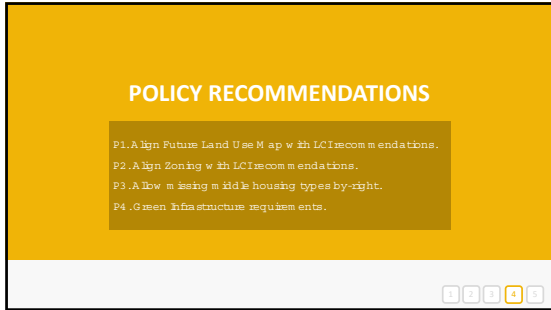 POLICY RECOMMENDATIONS
P1.Align Future Land Use Map with LCI recommendations.
P2.Align Zoning with LCI recommendations.
P3.Allow missing middle housing types by-right.
P4.Green Infrastructure requirements.
1 2 3 4 5